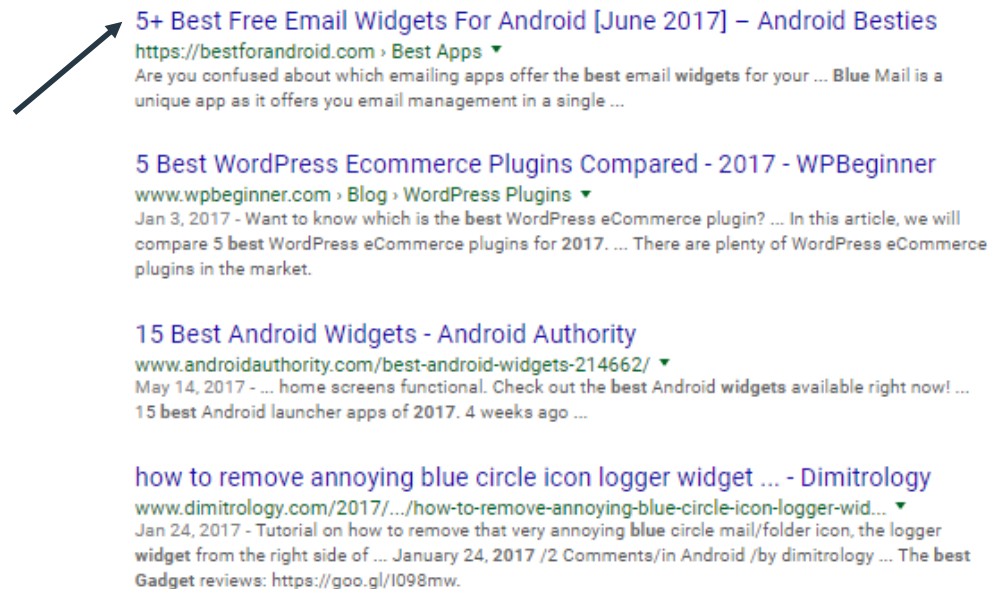 5+ Best Free Email Widgets For Android [June 2017] – Android Besties
https://bestforandroid.com › Best Apps ▼
Are you confused about which emailing apps offer the best email widgets for your ... Blue Mail is a
unique app as it offers you email management in a single ...
5 Best WordPress Ecommerce Plugins Compared - 2017 - WPBeginner
www.wpbeginner.com › Blog › WordPress Plugins ▼
Jan 3, 2017 - Want to know which is the best WordPress eCommerce plugin? ... In this article, we will
compare 5 best WordPress eCommerce plugins for 2017. ... There are plenty of WordPress eCommerce
plugins in the market.
15 Best Android Widgets - Android Authority
www.androidauthority.com/best-android-widgets-214662/ ▼
May 14, 2017 - ... home screens functional. Check out the best Android widgets available right now! ...
15 best Android launcher apps of 2017. 4 weeks ago ...
how to remove annoying blue circle icon logger widget ... - Dimitrology
www.dimitrology.com/2017/.../how-to-remove-annoying-blue-circle-icon-logger-wid... ▼
Jan 24, 2017 - Tutorial on how to remove that very annoying blue circle mail/folder icon, the logger
widget from the right side of ... January 24, 2017 /2 Comments/in Android /by dimitrology ... The best
Gadget reviews: https://goo.gl/I098mw.